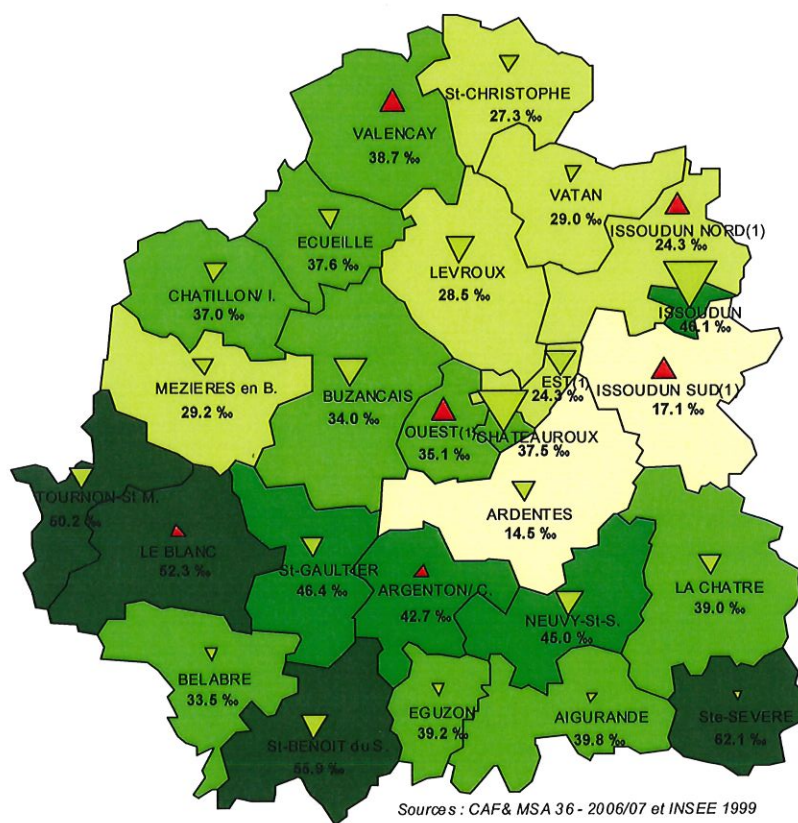 St-CHRISTOPHE
27.3 ‰
VALENCAY
38.7 ‰
VATAN
29.0 ‰
ISSOUDUN NORD(1)
24.3 ‰
ECUEILLE
37.6 ‰
LEVROUX
28.5 ‰
CHATILLON/ I.
37.0 ‰
ISSOUDUN
46.1 ‰
MEZIERES en B.
29.2 ‰
BUZANCAIS
34.0 ‰
EST(1)
24.3 ‰
ISSOUDUN SUD(1)
17.1 ‰
OUEST(1)
35.1 ‰
CHATEAUROUX
37.5 ‰
TOURNON-St M.
50.2 ‰
ARDENTES
14.5 ‰
LE BLANC
52.3 ‰
St-GAULTIER
46.4 ‰
ARGENTON/ C.
42.7 ‰
NEUVY-St-S.
45.0 ‰
LA CHATRE
39.0 ‰
BELABRE
33.5 ‰
EGUZON
39.2 ‰
AIGURANDE
39.8 ‰
Ste-SEVERE
62.1 ‰
St-BENOIT du S.
55.9 ‰
Sources : CAF & MSA 36 - 2006/07 et INSEE 1999